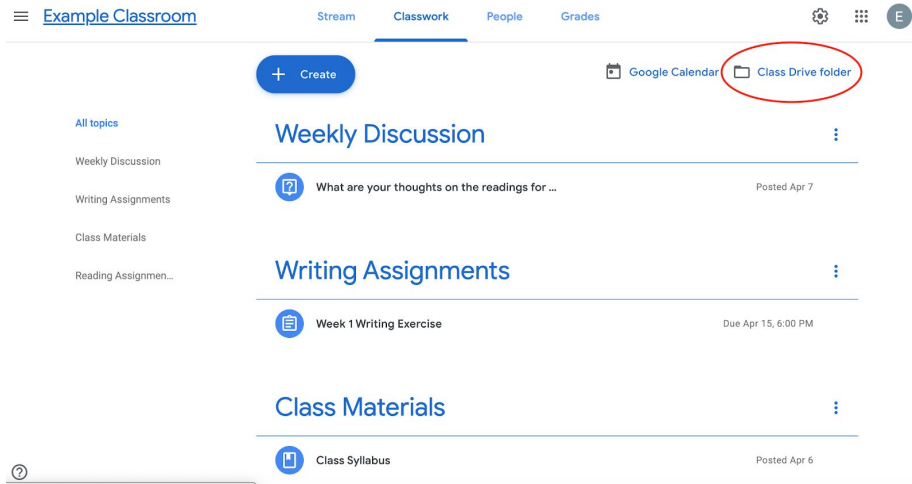 Example Classroom
Stream Classwork People Grades
E
+ Create
Google Calendar Class Drive folder
All topics
Weekly Discussion
Writing Assignments
Class Materials
Reading Assignmen...
Weekly Discussion
What are your thoughts on the readings for ... Posted Apr 7
Writing Assignments
Week 1 Writing Exercise Due Apr 15, 6:00 PM
Class Materials
Class Syllabus Posted Apr 6